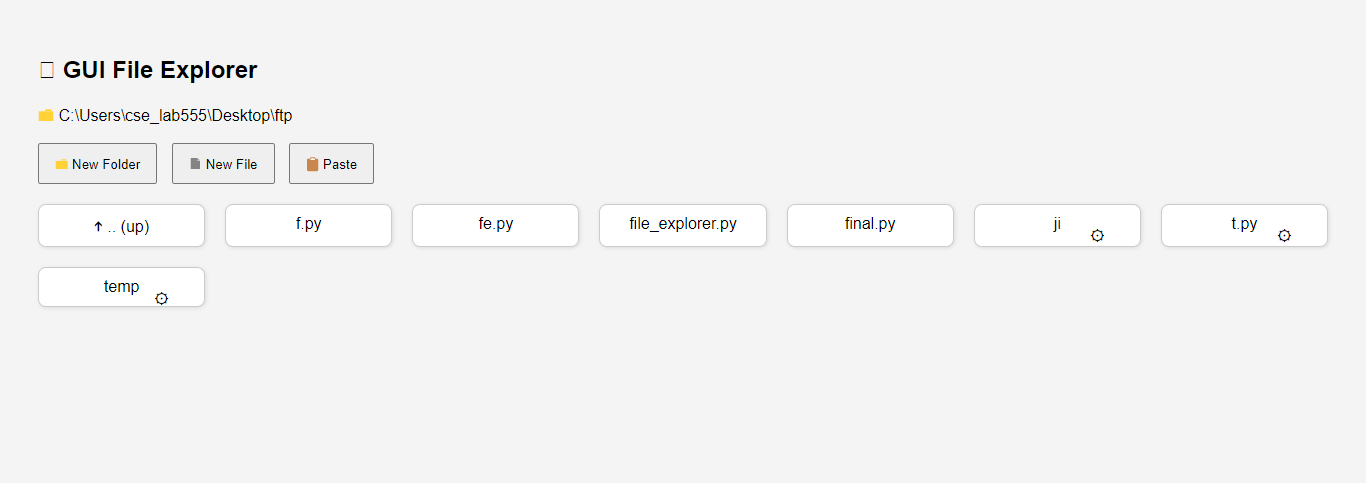 GUI File Explorer
C:\Users\cse_lab555\Desktop\ftp
New Folder New File Paste
↑ .. (up) f.py fe.py file_explorer.py final.py ji t.py
temp